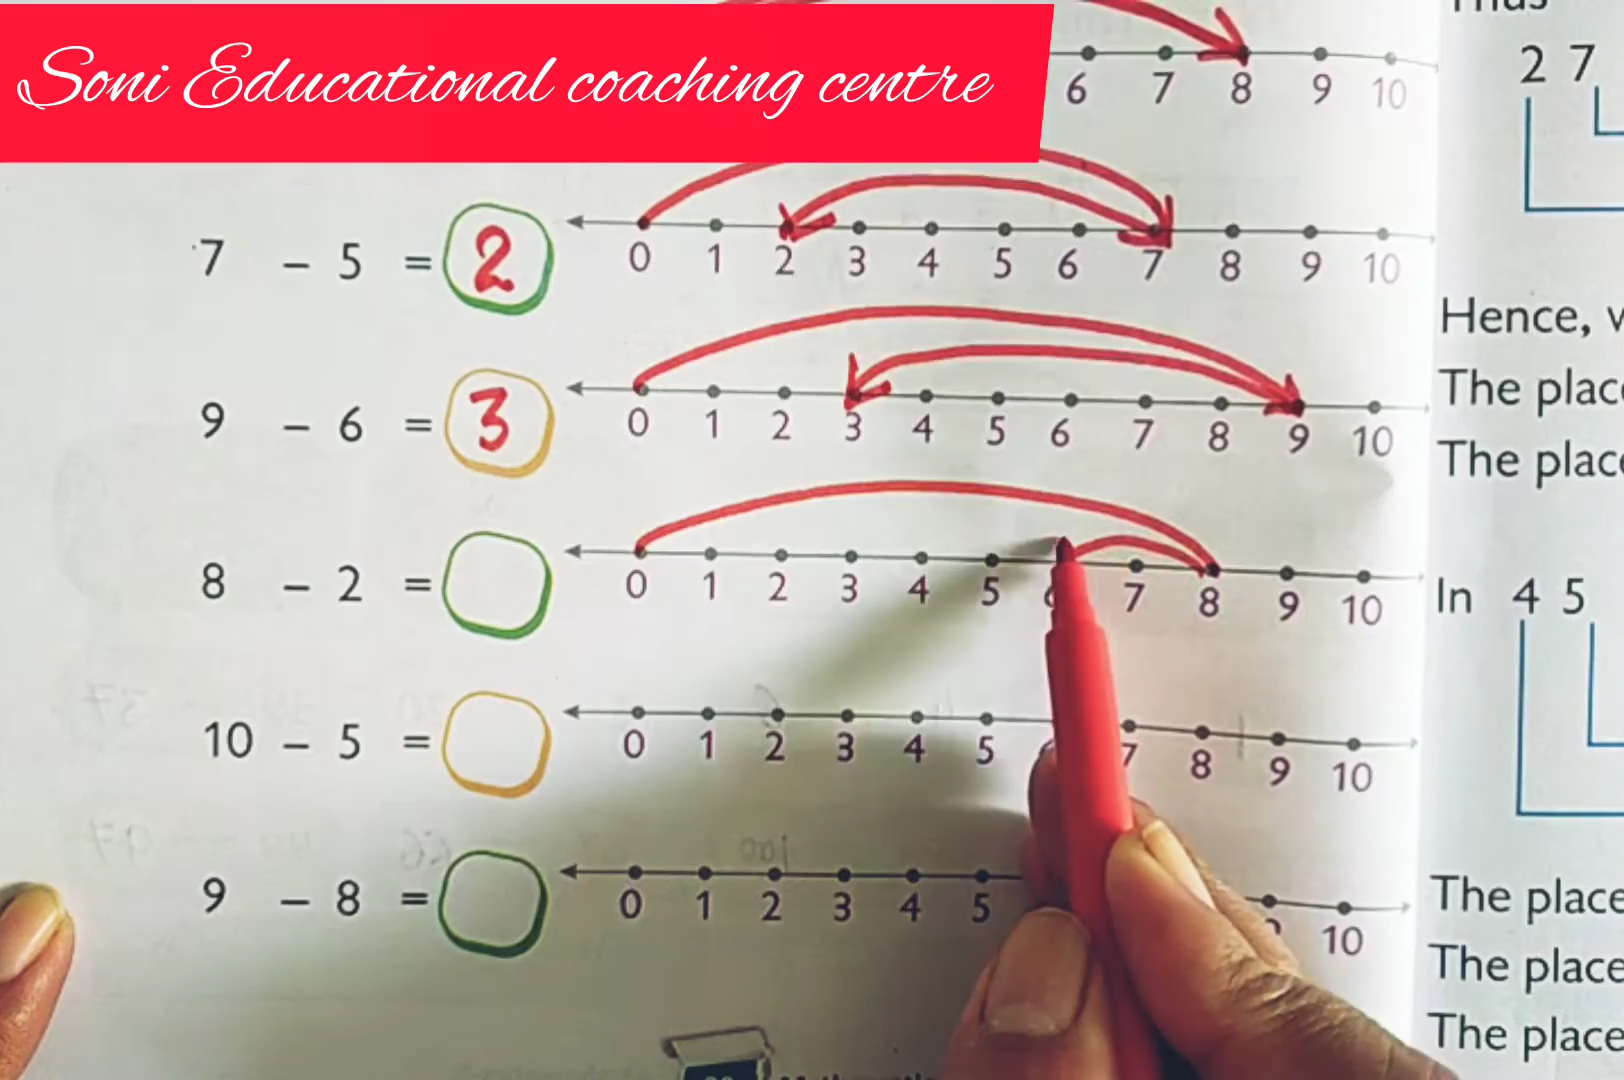 Soni Educational coaching centre
6 7 8 9 10
7 - 5 = 2
0 1 2 3 4 5 6 7 8 9 10
9 - 6 = 3
0 1 2 3 4 5 6 7 8 9 10
8 - 2 =
0 1 2 3 4 5 6 7 8 9 10
10 - 5 =
0 1 2 3 4 5 7 8 9 10
9 - 8 =
0 1 2 3 4 5 10
Thus
2 7
Hence,
The
The
In 4 5
The place
The place
The place